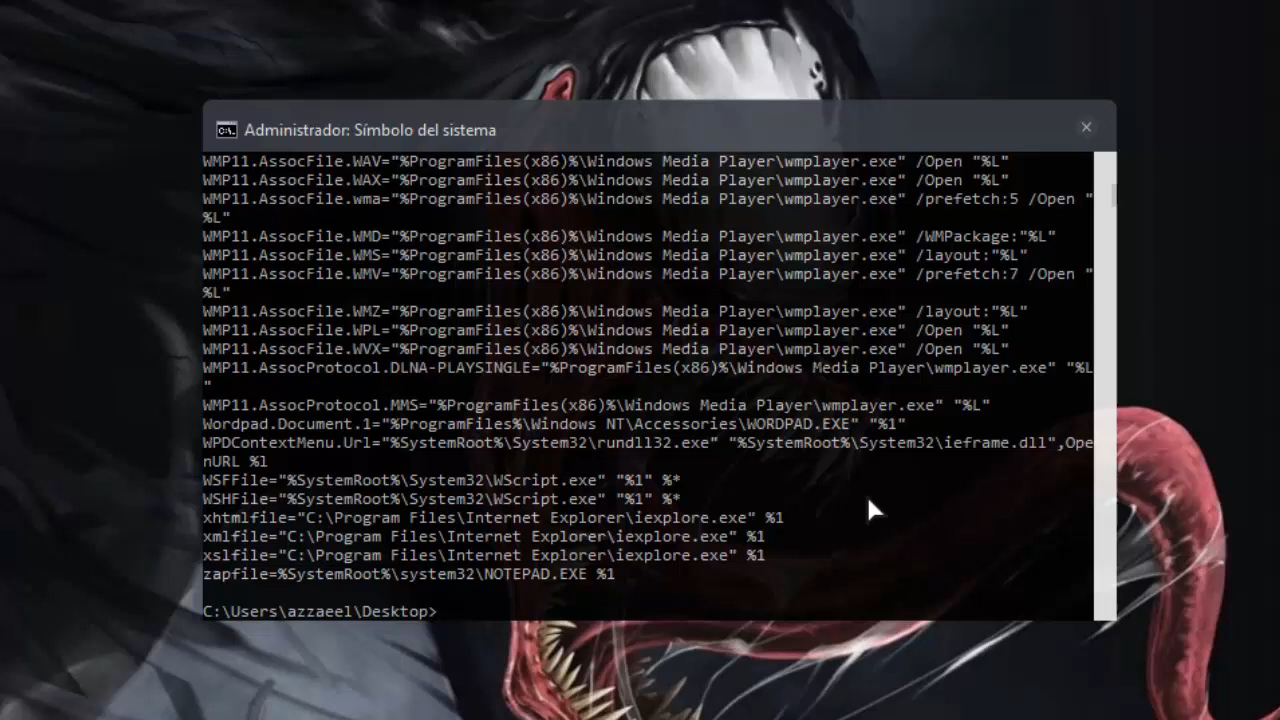 Administrador: Símbolo del sistema
WMP11.AssocFile.WAV="%ProgramFiles(x86)%\Windows Media Player\wmplayer.exe" /Open "%L"
WMP11.AssocFile.WAX="%ProgramFiles(x86)%\Windows Media Player\wmplayer.exe" /Open "%L"
WMP11.AssocFile.wma="%ProgramFiles(x86)%\Windows Media Player\wmplayer.exe" /prefetch:5 /Open "
%L"
WMP11.AssocFile.WMD="%ProgramFiles(x86)%\Windows Media Player\wmplayer.exe" /WMPackage:"%L"
WMP11.AssocFile.WMS="%ProgramFiles(x86)%\Windows Media Player\wmplayer.exe" /layout:"%L"
WMP11.AssocFile.WMV="%ProgramFiles(x86)%\Windows Media Player\wmplayer.exe" /prefetch:7 /Open "
%L"
WMP11.AssocFile.WMZ="%ProgramFiles(x86)%\Windows Media Player\wmplayer.exe" /layout:"%L"
WMP11.AssocFile.WPL="%ProgramFiles(x86)%\Windows Media Player\wmplayer.exe" /Open "%L"
WMP11.AssocFile.WVX="%ProgramFiles(x86)%\Windows Media Player\wmplayer.exe" /Open "%L"
WMP11.AssocProtocol.DLNA-PLAYSINGLE="%ProgramFiles(x86)%\Windows Media Player\wmplayer.exe" "%L
"
WMP11.AssocProtocol.MMS="%ProgramFiles(x86)%\Windows Media Player\wmplayer.exe" "%L"
Wordpad.Document.1="%ProgramFiles%\Windows NT\Accessories\WORDPAD.EXE" "%1"
WPDContextMenu.Url="%SystemRoot%\System32\rundll32.exe" "%SystemRoot%\System32\ieframe.dll",Ope
nURL %l
WSFFile="%SystemRoot%\System32\WScript.exe" "%1" %*
WSHFile="%SystemRoot%\System32\WScript.exe" "%1" %*
xhtmlfile="C:\Program Files\Internet Explorer\iexplore.exe" %1
xmlfile="C:\Program Files\Internet Explorer\iexplore.exe" %1
xslfile="C:\Program Files\Internet Explorer\iexplore.exe" %1
zapfile=%SystemRoot%\system32\NOTEPAD.EXE %1
C:\Users\azzaeel\Desktop>